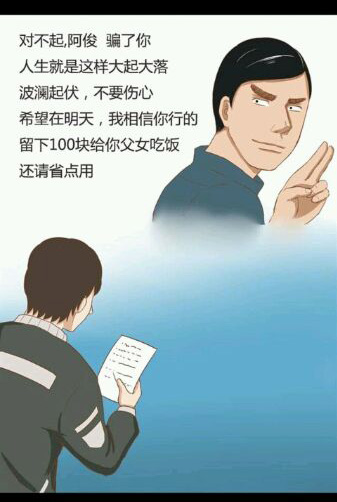 对不起,阿俊 骗了你
人生就是这样大起大落
波澜起伏，不要伤心
希望在明天，我相信你行的
留下100块给你父女吃饭
还请省点用